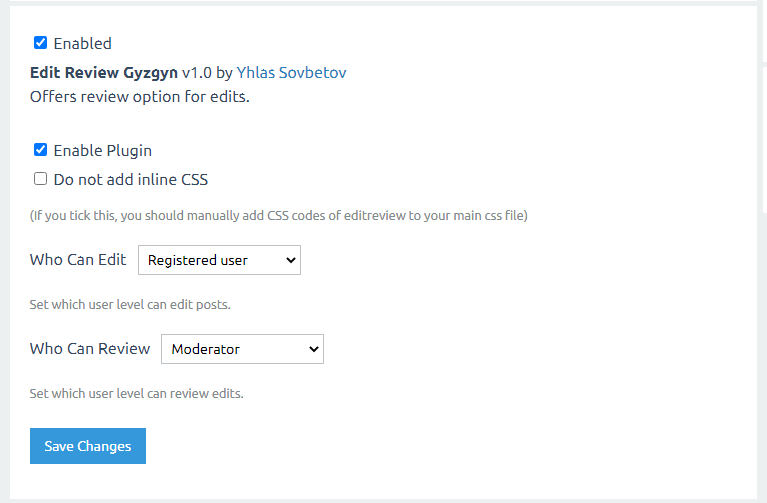 Enabled
Edit Review Gyzgyn v1.0 by Yhlas Sovbetov
Offers review option for edits.
Enable Plugin
Do not add inline CSS
(If you tick this, you should manually add CSS codes of editreview to your main css file)
Who Can Edit Registered user
Set which user level can edit posts.
Who Can Review Moderator
Set which user level can review edits.
Save Changes